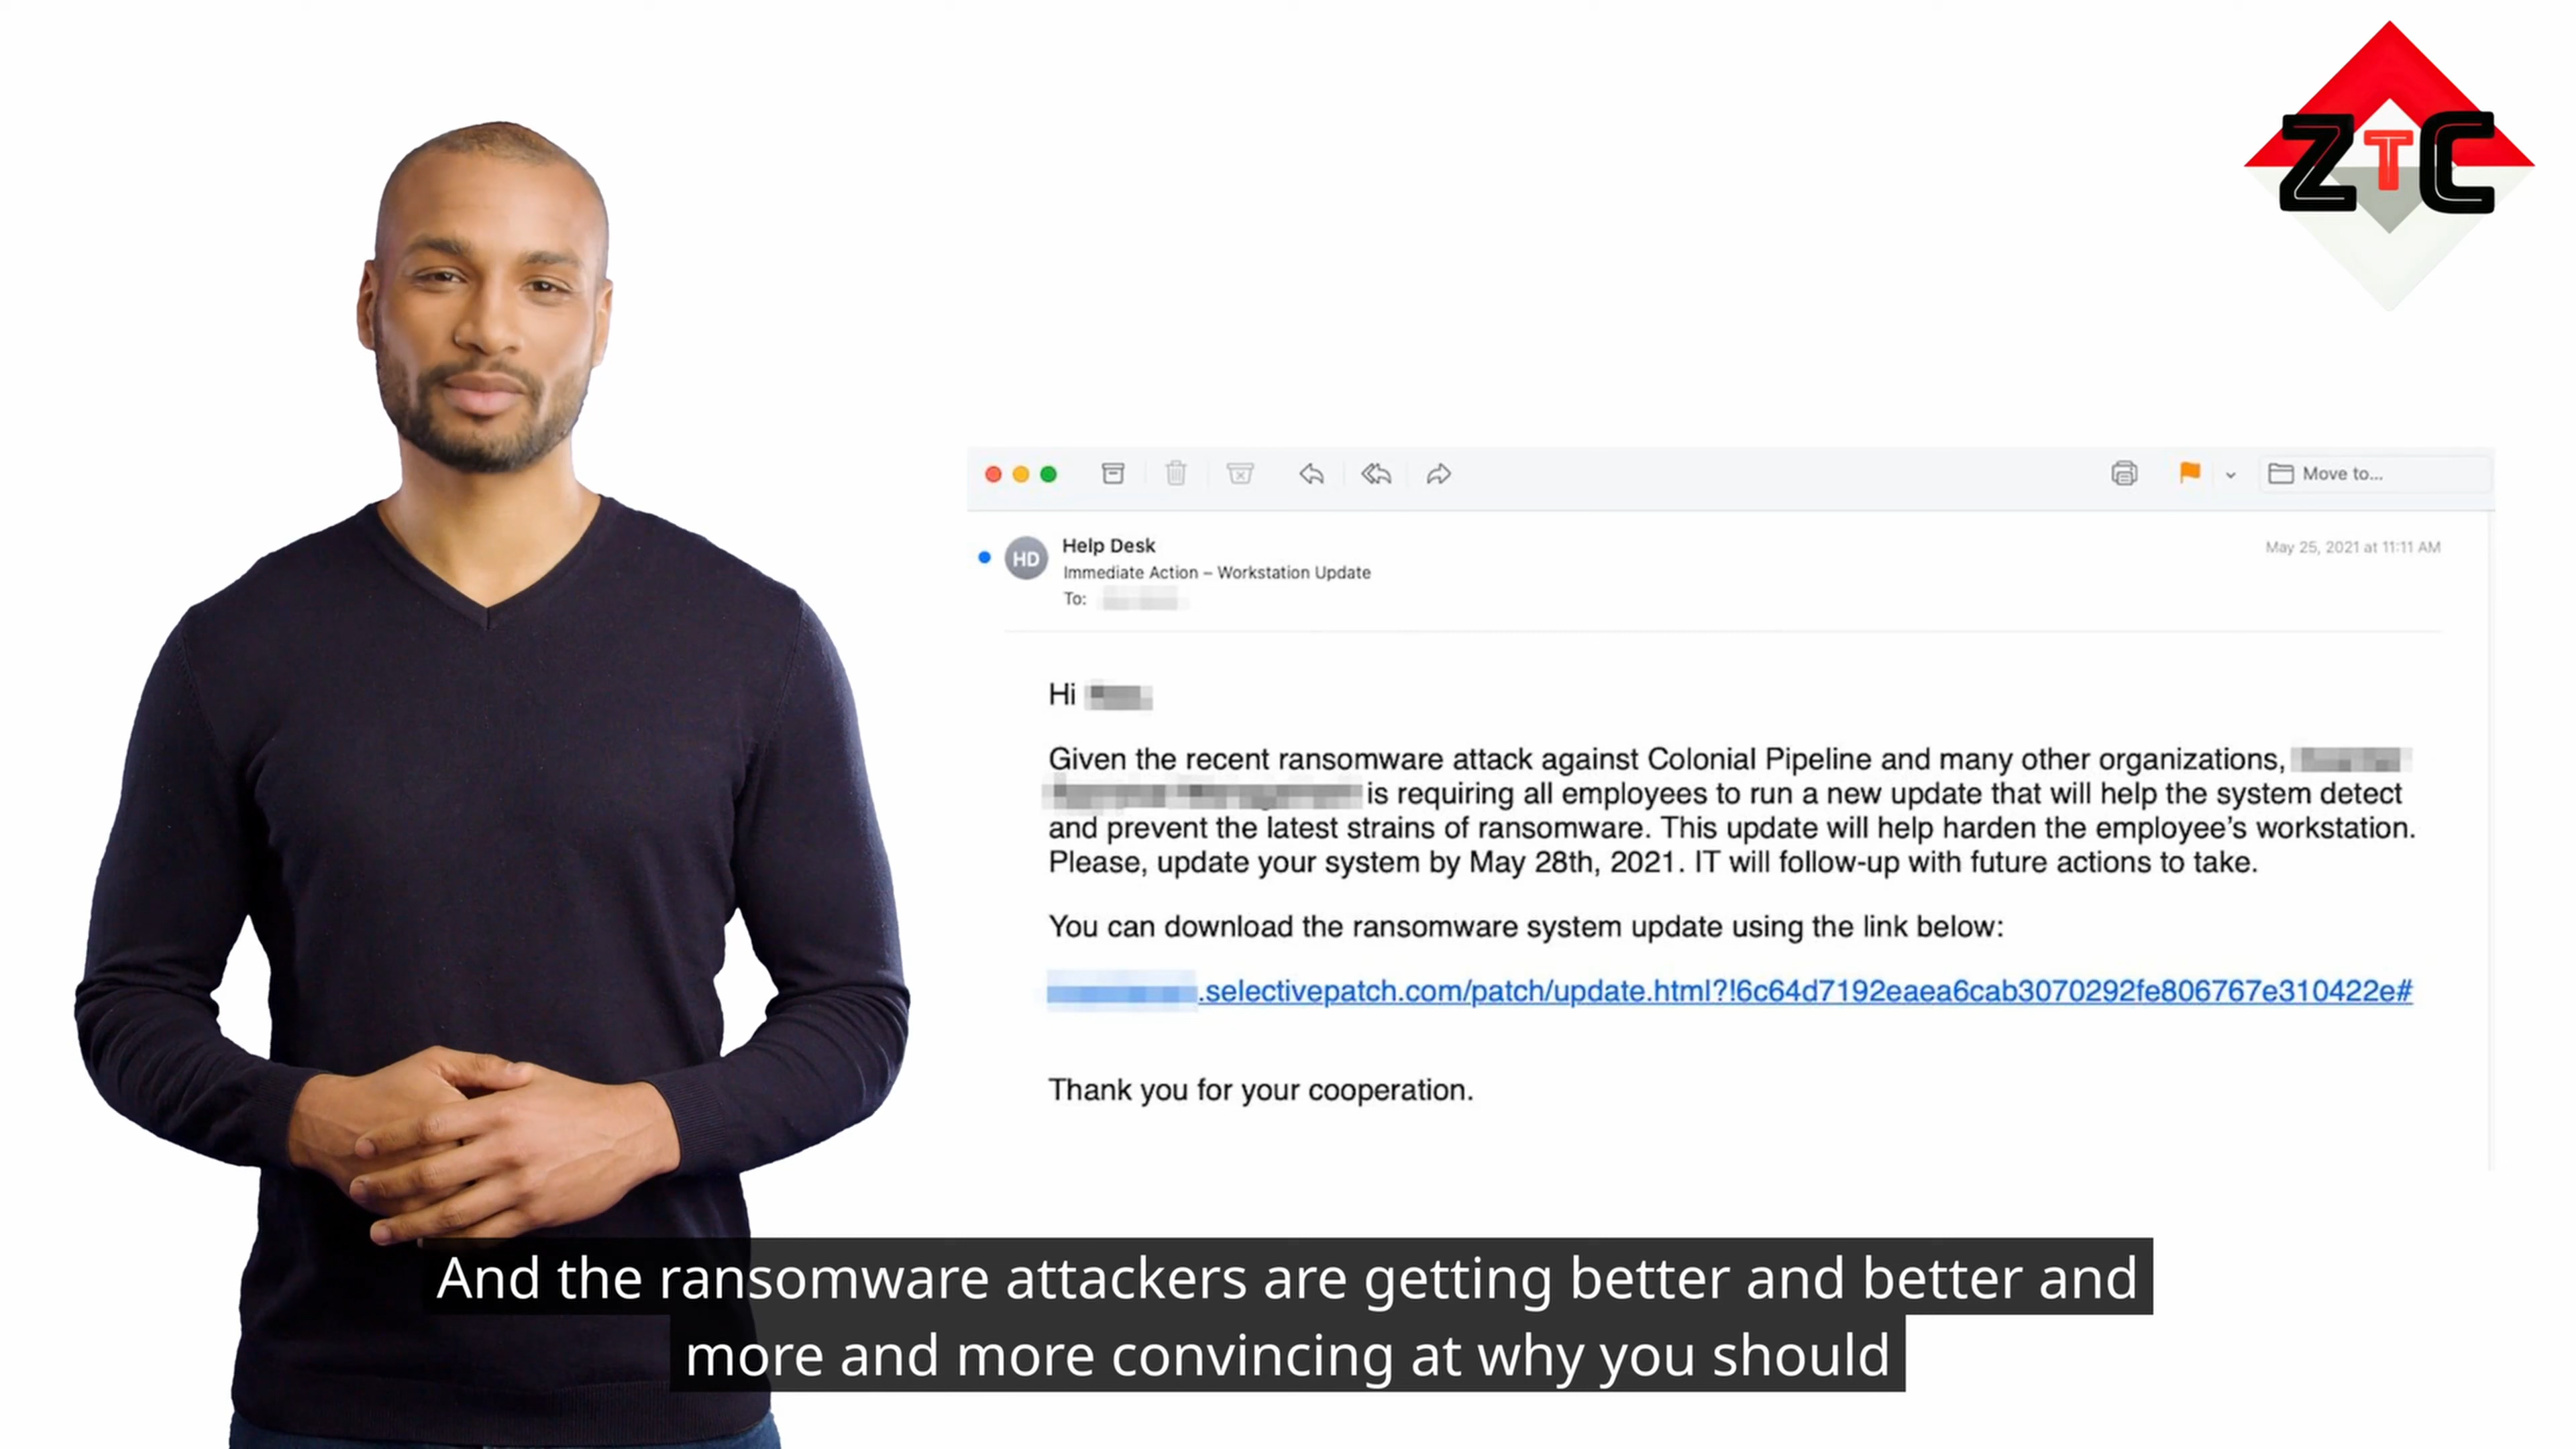 ZTC
Move to...
HD
Help Desk
May 25, 2021 at 11:11 AM
Immediate Action – Workstation Update
To:
Hi
Given the recent ransomware attack against Colonial Pipeline and many other organizations,
is requiring all employees to run a new update that will help the system detect
and prevent the latest strains of ransomware. This update will help harden the employee's workstation.
Please, update your system by May 28th, 2021. IT will follow-up with future actions to take.
You can download the ransomware system update using the link below:
.selectivepatch.com/patch/update.html?!6c64d7192eaea6cab3070292fe806767e310422e#
Thank you for your cooperation.
And the ransomware attackers are getting better and better and
more and more convincing at why you should